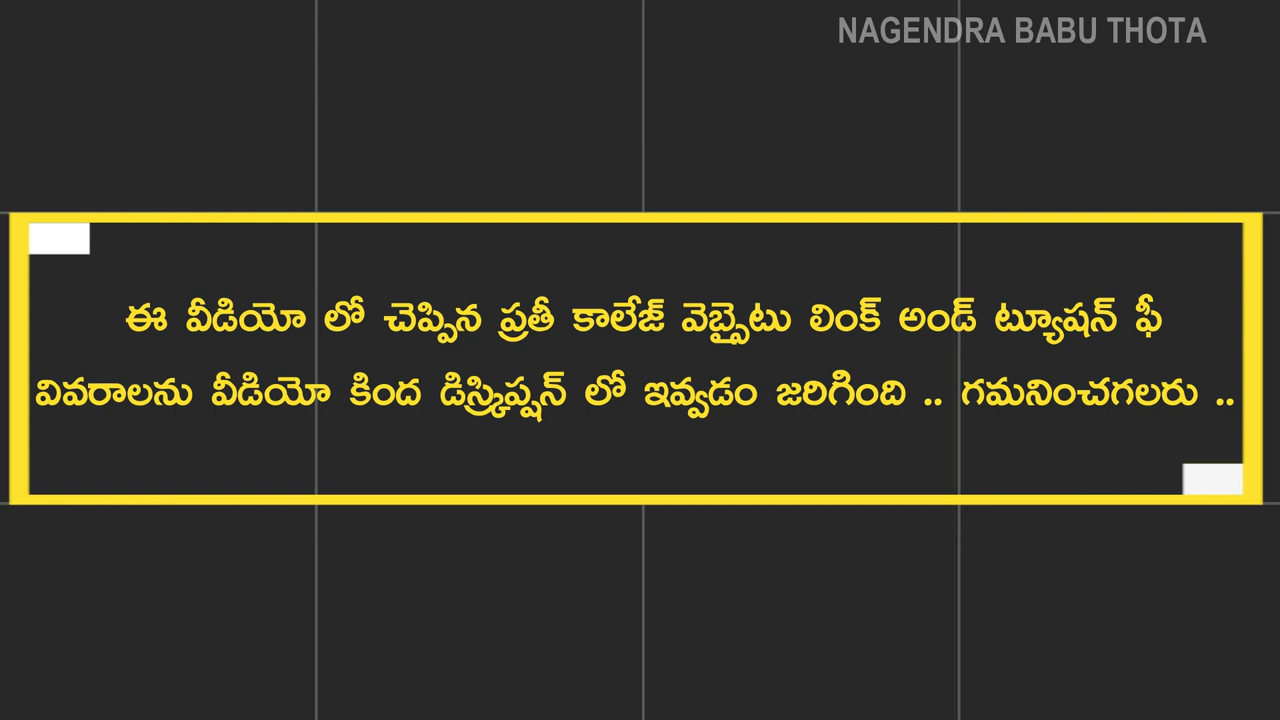 NAGENDRA BABU THOTA
ఈ వీడియో లో చెప్పిన ప్రతీ కాలేజ్ వెబ్సైటు లింక్ అండ్ ట్యూషన్ ఫీ
వివరాలను వీడియో కింద డిస్క్రిప్షన్ లో ఇవ్వడం జరిగింది .. గమనించగలరు ..